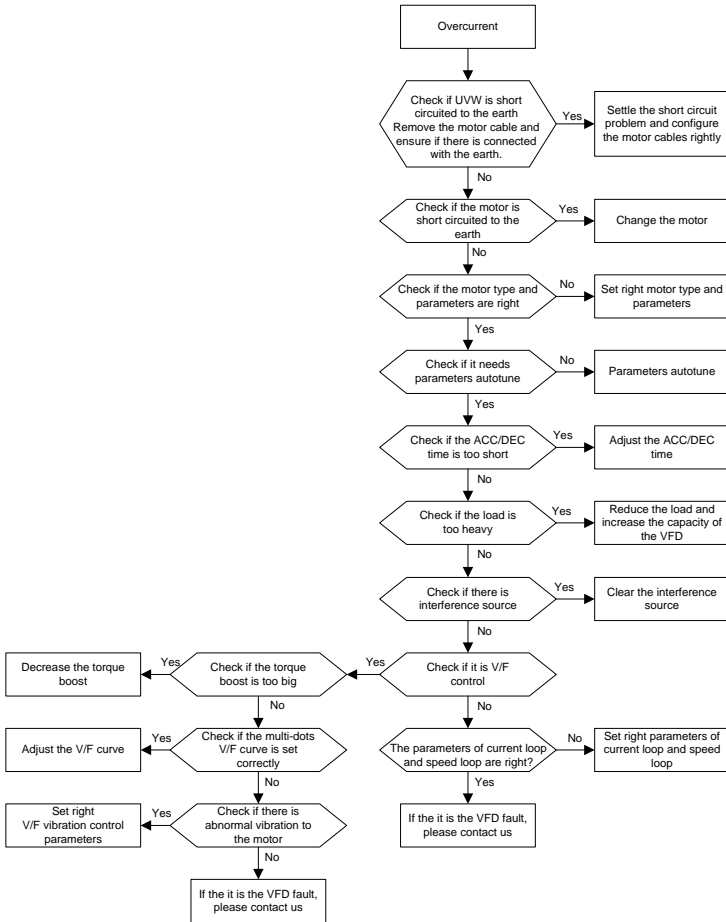 Overcurrent
Check if UVW is short
circuited to the earth
Remove the motor cable and
ensure if there is connected
with the earth.
Yes
Settle the short circuit
problem and configure
the motor cables rightly
No
Check if the motor is
short circuited to the
earth
Yes
Change the motor
No
Check if the motor type and
parameters are right
No
Set right motor type and
parameters
Yes
Check if it needs
parameters autotune
No
Parameters autotune
Yes
Check if the ACC/DEC
time is too short
Yes
Adjust the ACC/DEC
time
No
Check if the load is
too heavy
Yes
Reduce the load and
increase the capacity of
the VFD
No
Check if there is
interference source
Yes
Clear the interference
source
No
Check if it is V/F
control
Yes
Check if the torque
boost is too big
Yes
Decrease the torque
boost
No
Check if the multi-dots
V/F curve is set
correctly
Yes
Adjust the V/F curve
No
Check if there is
abnormal vibration to
the motor
Yes
Set right
V/F vibration control
parameters
No
If the it is the VFD fault,
please contact us
No
The parameters of current loop
and speed loop are right?
No
Set right parameters of
current loop and speed
loop
Yes
If the it is the VFD fault,
please contact us